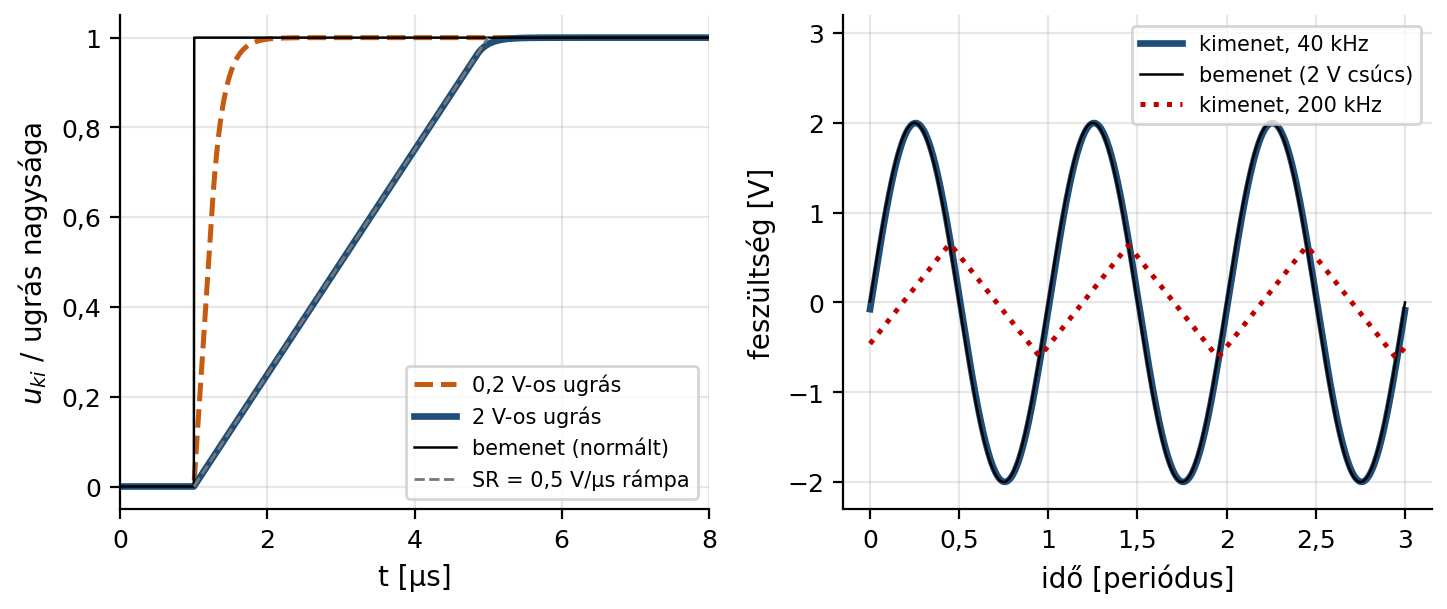 u_ki / ugrás nagysága
1
0,8
0,6
0,4
0,2
0
0
2
4
6
8
t [µs]
0,2 V-os ugrás
2 V-os ugrás
bemenet (normált)
SR = 0,5 V/µs rámpa
feszültség [V]
3
2
1
0
−1
−2
0
0,5
1
1,5
2
2,5
3
idő [periódus]
kimenet, 40 kHz
bemenet (2 V csúcs)
kimenet, 200 kHz